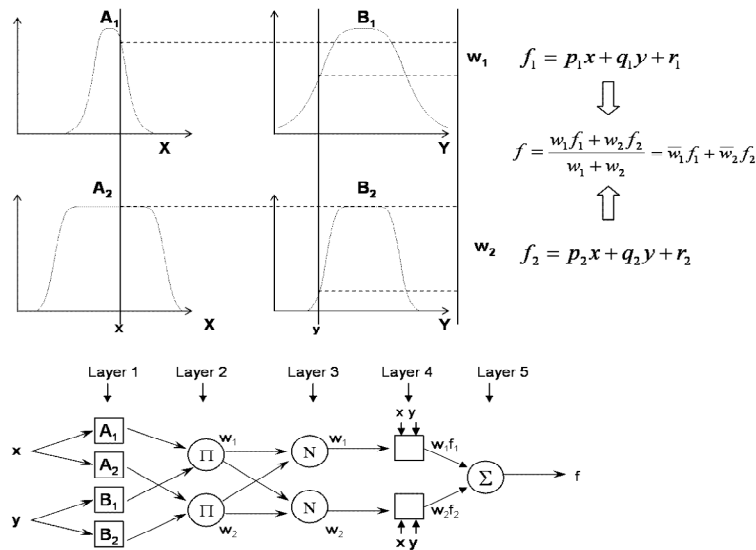 A₁
B₁
w₁
f₁ = p₁x + q₁y + r₁
X
Y
f = (w₁f₁ + w₂f₂) / (w₁ + w₂) = w̅₁f₁ + w̅₂f₂
A₂
B₂
w₂
f₂ = p₂x + q₂y + r₂
x
X
y
Y
Layer 1
Layer 2
Layer 3
Layer 4
Layer 5
x y
A₁
w₁
w₁
x
Π
N
w₁f₁
A₂
Σ
f
B₁
y
Π
N
w₂f₂
B₂
w₂
w₂
x y